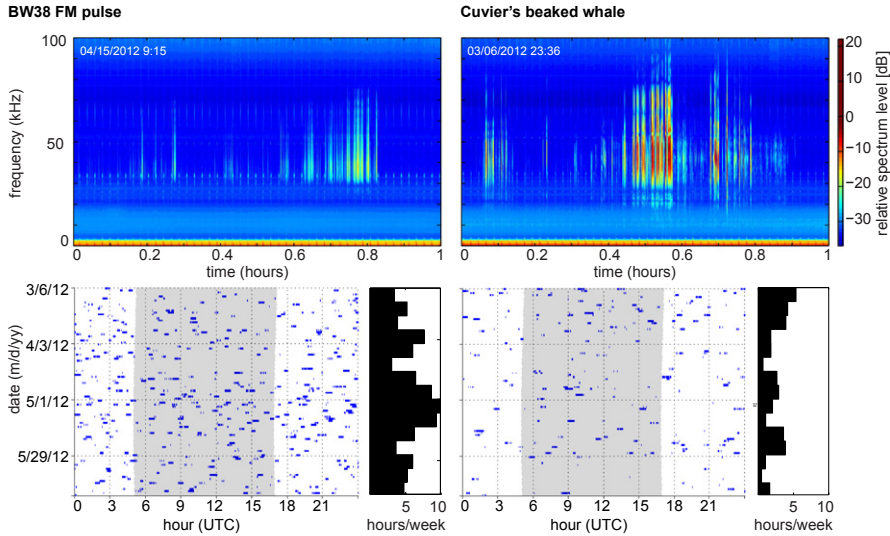 BW38 FM pulse
Cuvier's beaked whale
04/15/2012 9:15
03/06/2012 23:36
100
50
0
frequency (kHz)
0 0.2 0.4 0.6 0.8 1
time (hours)
0 0.2 0.4 0.6 0.8 1
time (hours)
20
10
0
−10
−20
−30
relative spectrum level [dB]
3/6/12
4/3/12
5/1/12
5/29/12
date (m/d/yy)
0 3 6 9 12 15 18 21 24
hour (UTC)
5 10
hours/week
0 3 6 9 12 15 18 21 24
hour (UTC)
5 10
hours/week